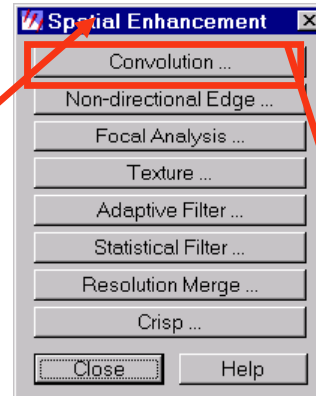 Spatial Enhancement
Convolution ...
Non-directional Edge ...
Focal Analysis ...
Texture ...
Adaptive Filter ...
Statistical Filter ...
Resolution Merge ...
Crisp ...
Close Help